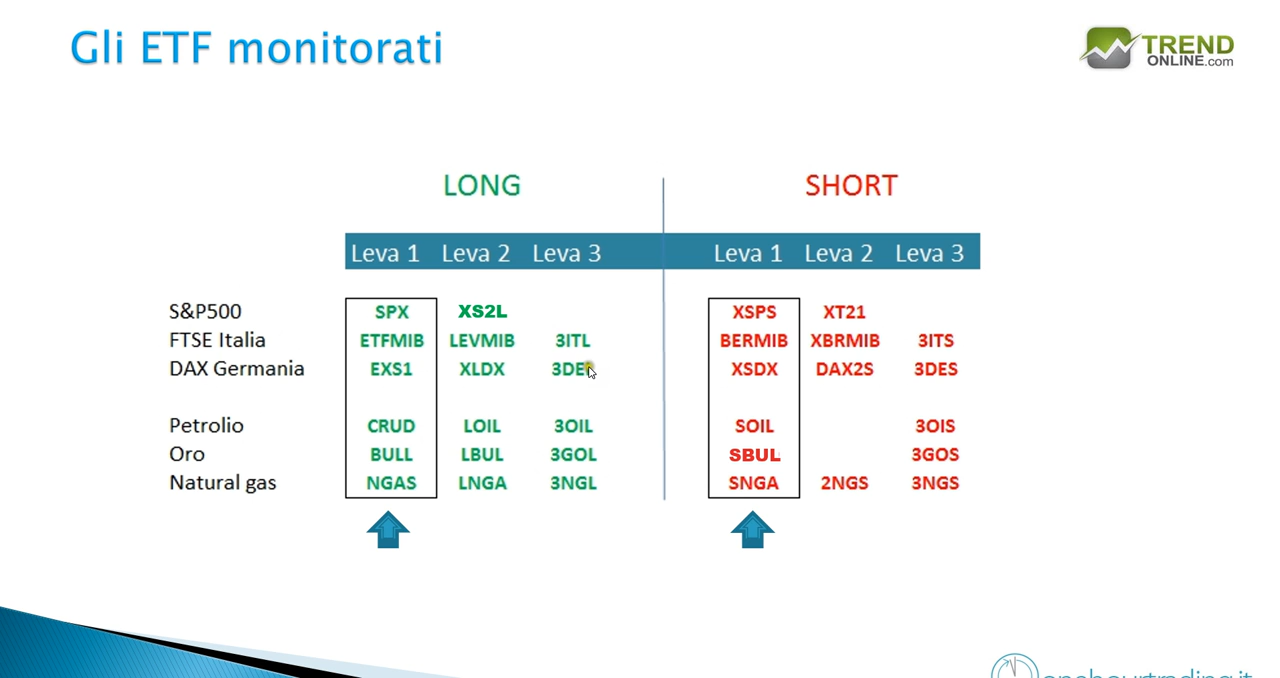 Gli ETF monitorati
TREND
ONLINE.com
LONG SHORT
Leva 1 Leva 2 Leva 3 Leva 1 Leva 2 Leva 3
S&P500 SPX XS2L XSPS XT21
FTSE Italia ETFMIB LEVMIB 3ITL BERMIB XBRMIB 3ITS
DAX Germania EXS1 XLDX XSDX DAX2S 3DES
Petrolio CRUD LOIL 3OIL SOIL 3OIS
Oro BULL LBUL 3GOL SBUL 3GOS
Natural gas NGAS LNGA 3NGL SNGA 2NGS 3NGS